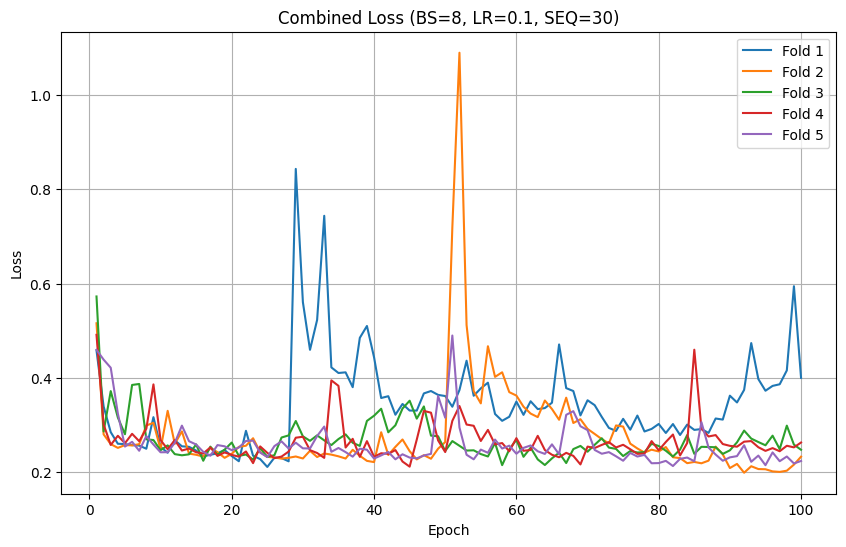 Combined Loss (BS=8, LR=0.1, SEQ=30)
Fold 1
Fold 2
Fold 3
Fold 4
Fold 5
Loss
1.0
0.8
0.6
0.4
0.2
0
20
40
60
80
100
Epoch